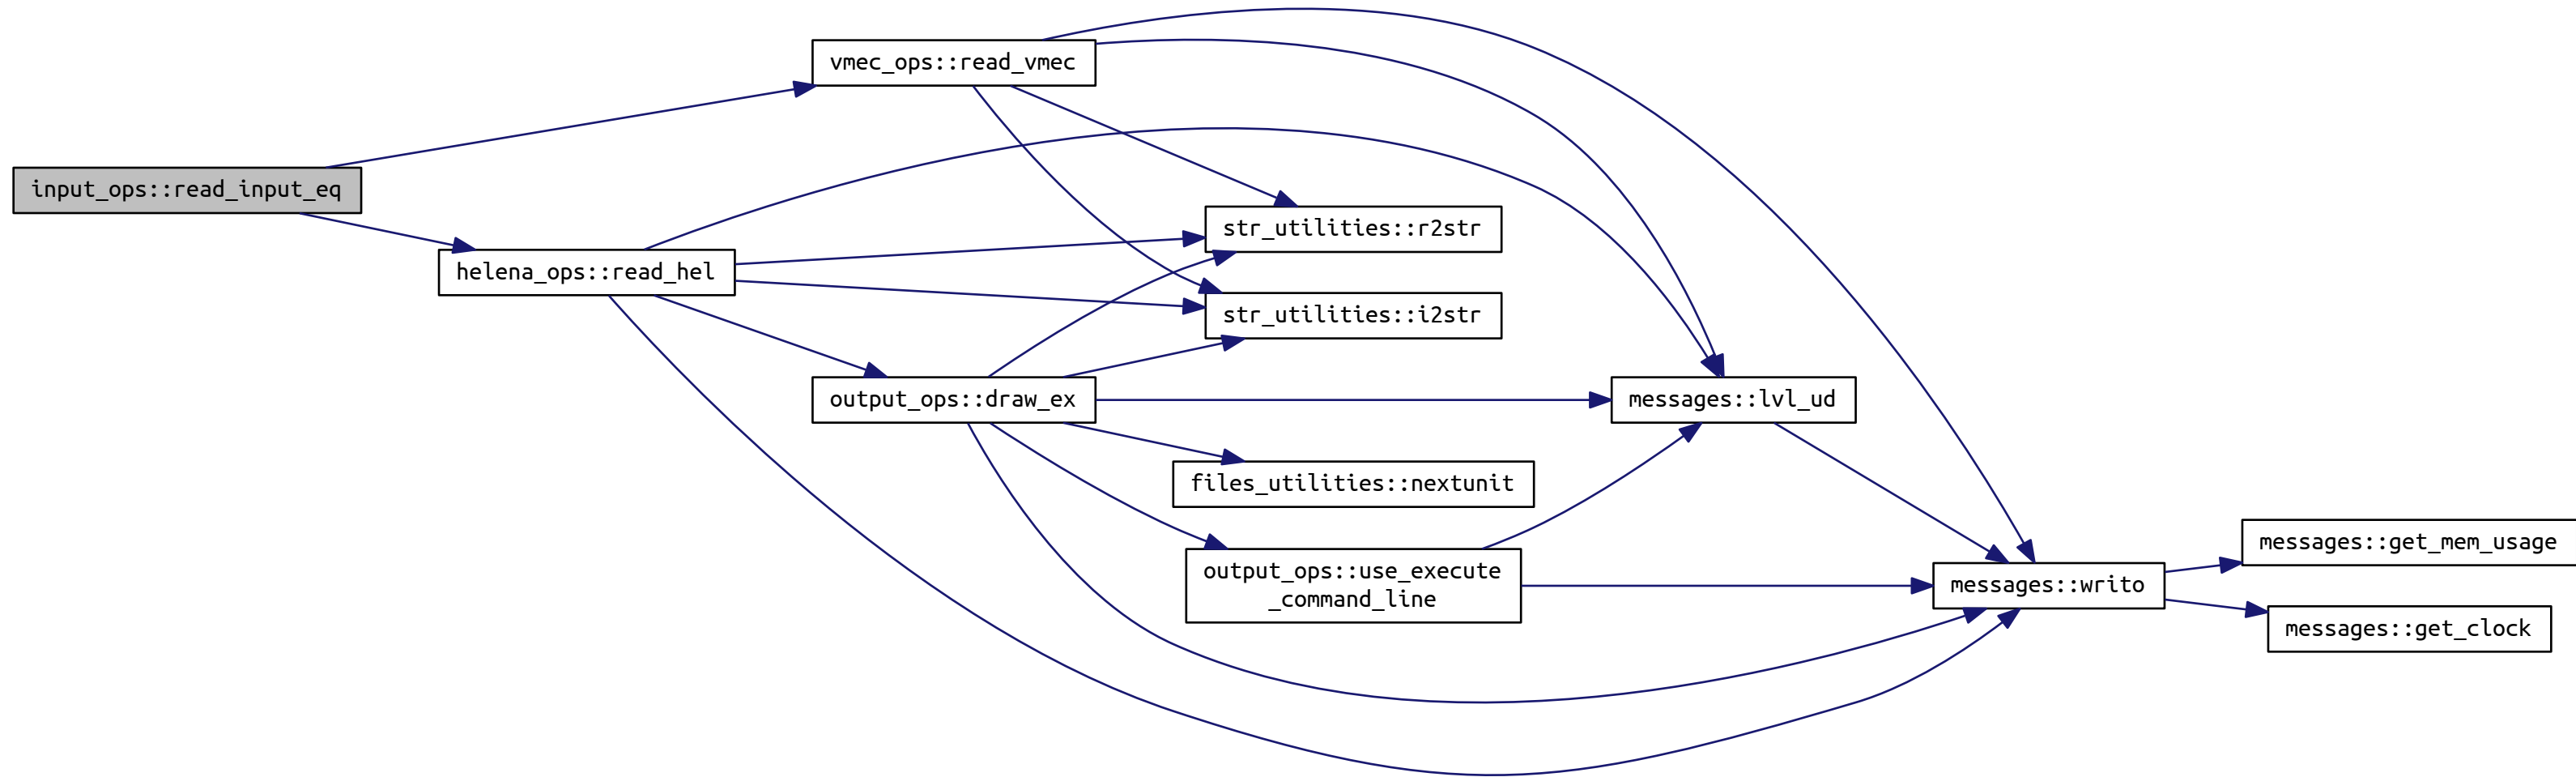 input_ops::read_input_eq
vmec_ops::read_vmec
helena_ops::read_hel
output_ops::draw_ex
str_utilities::r2str
str_utilities::i2str
files_utilities::nextunit
output_ops::use_execute
_command_line
messages::lvl_ud
messages::writo
messages::get_mem_usage
messages::get_clock